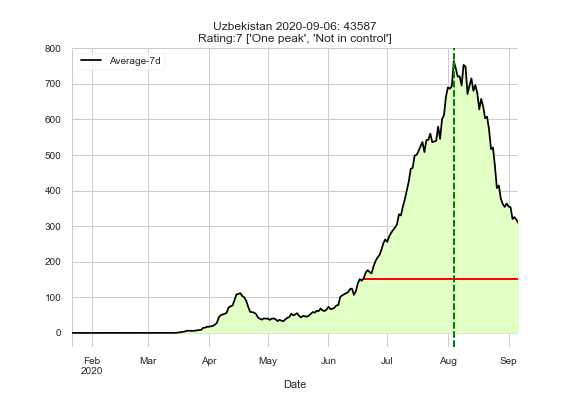 Uzbekistan 2020-09-06: 43587
Rating:7 ['One peak', 'Not in control']
Average-7d
800
700
600
500
400
300
200
100
0
Feb Mar Apr May Jun Jul Aug Sep
2020
Date